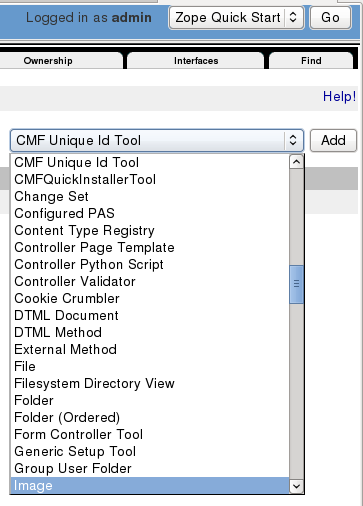 Logged in as admin Zope Quick Start Go
Ownership Interfaces Find
Help!
CMF Unique Id Tool Add
CMF Unique Id Tool
CMFQuickInstallerTool
Change Set
Configured PAS
Content Type Registry
Controller Page Template
Controller Python Script
Controller Validator
Cookie Crumbler
DTML Document
DTML Method
External Method
File
Filesystem Directory View
Folder
Folder (Ordered)
Form Controller Tool
Generic Setup Tool
Group User Folder
Image